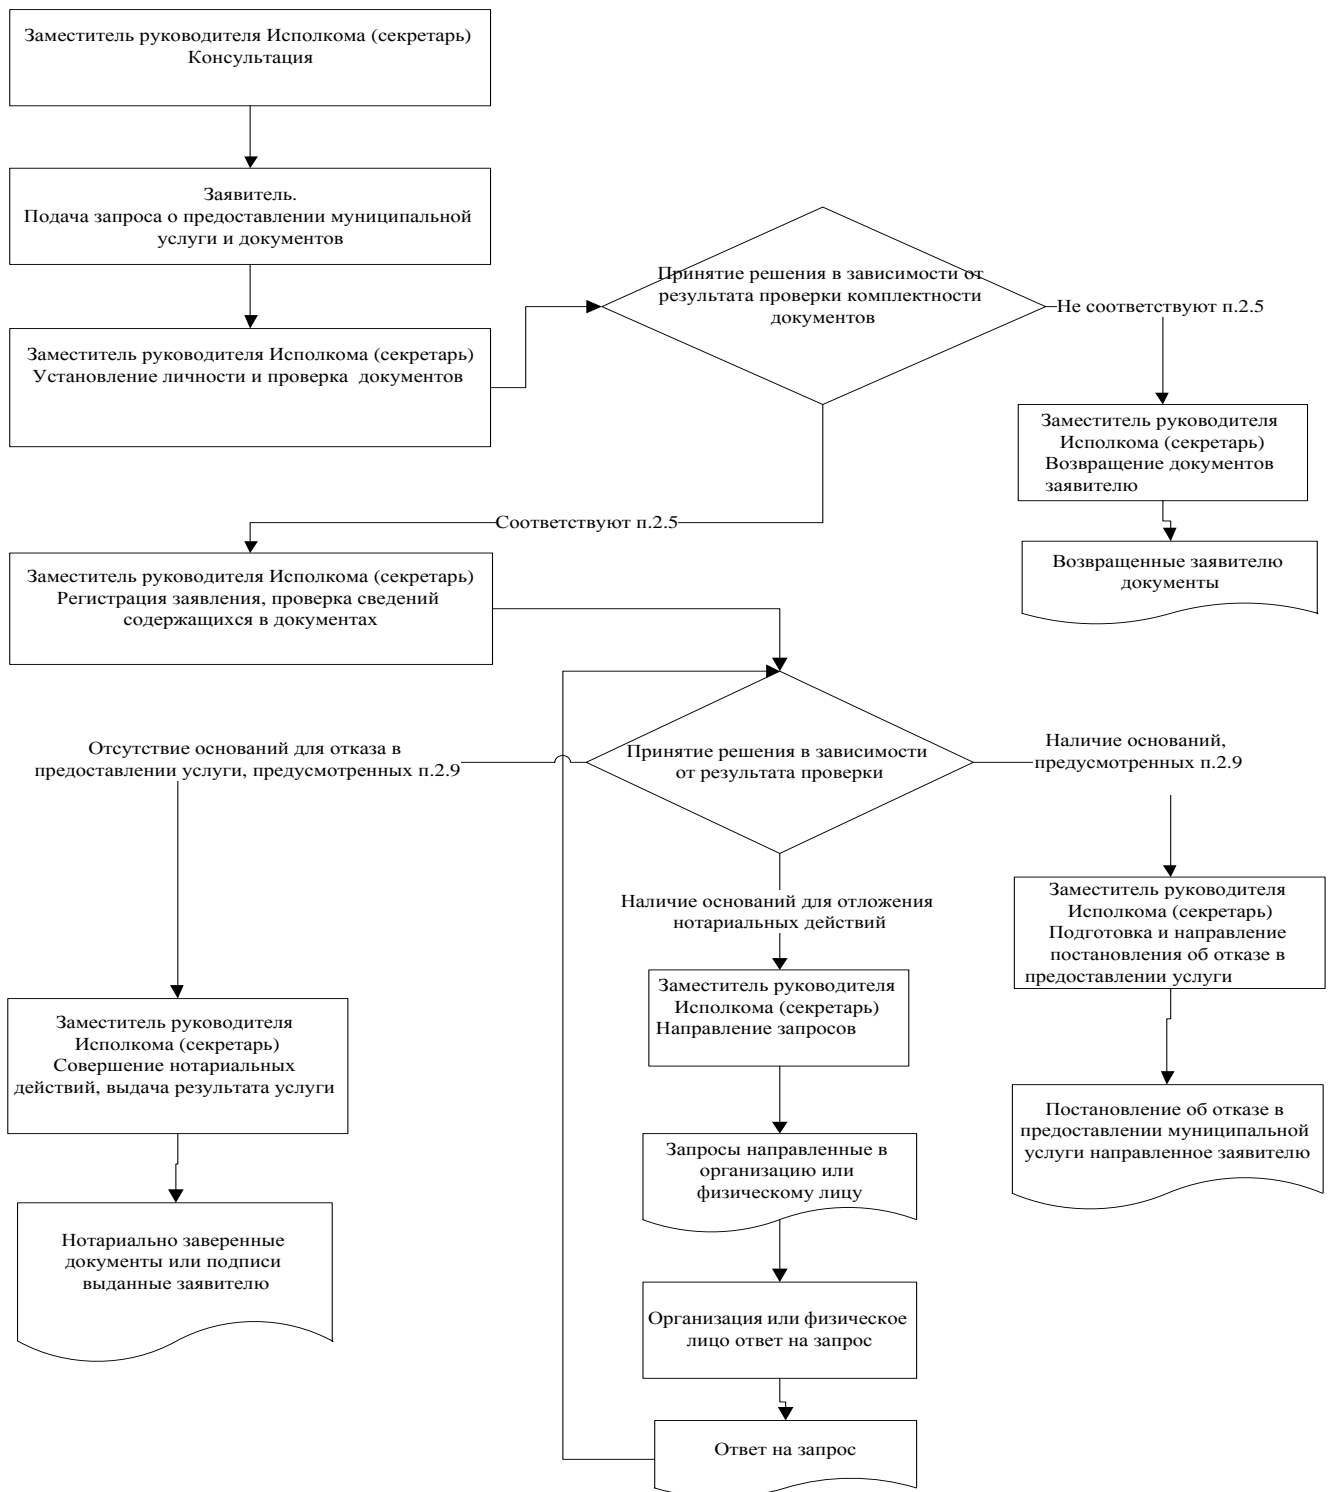 Заместитель руководителя Исполкома (секретарь)
Консультация
Заявитель.
Подача запроса о предоставлении муниципальной
услуги и документов
Заместитель руководителя Исполкома (секретарь)
Установление личности и проверка документов
Принятие решения в зависимости от
результата проверки комплектности
документов
Не соответствуют п.2.5
Заместитель руководителя
Исполкома (секретарь)
Возвращение документов
заявителю
Возвращенные заявителю
документы
Соответствуют п.2.5
Заместитель руководителя Исполкома (секретарь)
Регистрация заявления, проверка сведений
содержащихся в документах
Принятие решения в зависимости
от результата проверки
Отсутствие оснований для отказа в
предоставлении услуги, предусмотренных п.2.9
Наличие оснований,
предусмотренных п.2.9
Наличие оснований для отложения
нотариальных действий
Заместитель руководителя
Исполкома (секретарь)
Подготовка и направление
постановления об отказе в
предоставлении услуги
Заместитель руководителя
Исполкома (секретарь)
Направление запросов
Заместитель руководителя
Исполкома (секретарь)
Совершение нотариальных
действий, выдача результата услуги
Постановление об отказе в
предоставлении муниципальной
услуги направленное заявителю
Запросы направленные в
организацию или
физическому лицу
Нотариально заверенные
документы или подписи
выданные заявителю
Организация или физическое
лицо ответ на запрос
Ответ на запрос